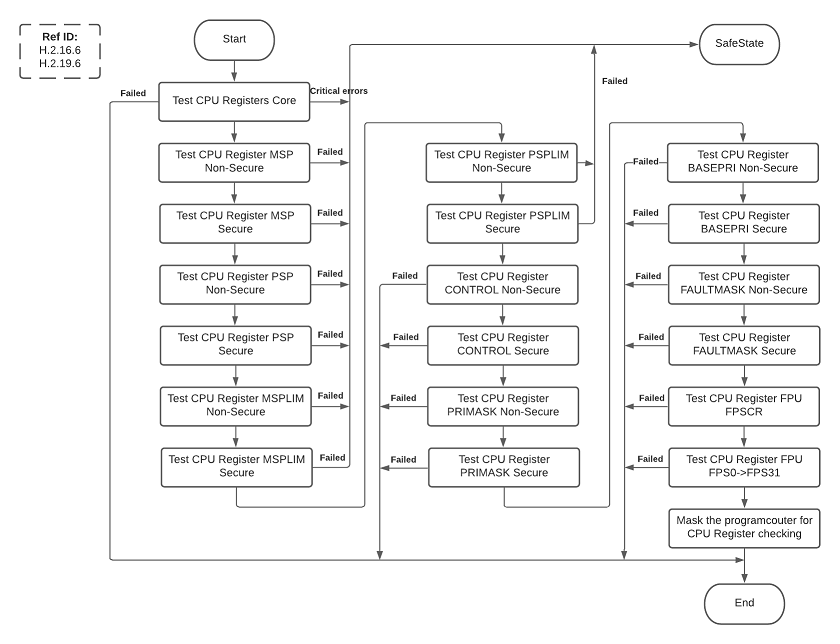 Ref ID:
H.2.16.6
H.2.19.6
Start
SafeState
Failed
Test CPU Registers Core
Critical errors
Failed
Test CPU Register MSP
Non-Secure
Failed
Test CPU Register MSP
Secure
Failed
Test CPU Register PSP
Non-Secure
Failed
Test CPU Register PSP
Secure
Failed
Test CPU Register MSPLIM
Non-Secure
Failed
Test CPU Register MSPLIM
Secure
Failed
Test CPU Register PSPLIM
Non-Secure
Failed
Test CPU Register PSPLIM
Secure
Failed
Test CPU Register
CONTROL Non-Secure
Failed
Test CPU Register
CONTROL Secure
Failed
Test CPU Register
PRIMASK Non-Secure
Failed
Test CPU Register
PRIMASK Secure
Failed
Test CPU Register
BASEPRI Non-Secure
Failed
Test CPU Register
BASEPRI Secure
Failed
Test CPU Register
FAULTMASK Non-Secure
Failed
Test CPU Register
FAULTMASK Secure
Failed
Test CPU Register FPU
FPSCR
Failed
Test CPU Register FPU
FPS0->FPS31
Failed
Mask the programcouter for
CPU Register checking
End